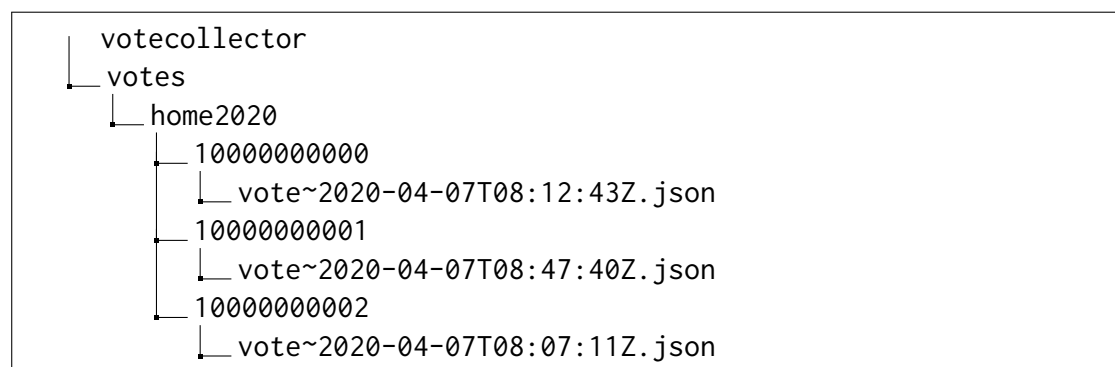 votecollector
votes
home2020
10000000000
vote~2020-04-07T08:12:43Z.json
10000000001
vote~2020-04-07T08:47:40Z.json
10000000002
vote~2020-04-07T08:07:11Z.json